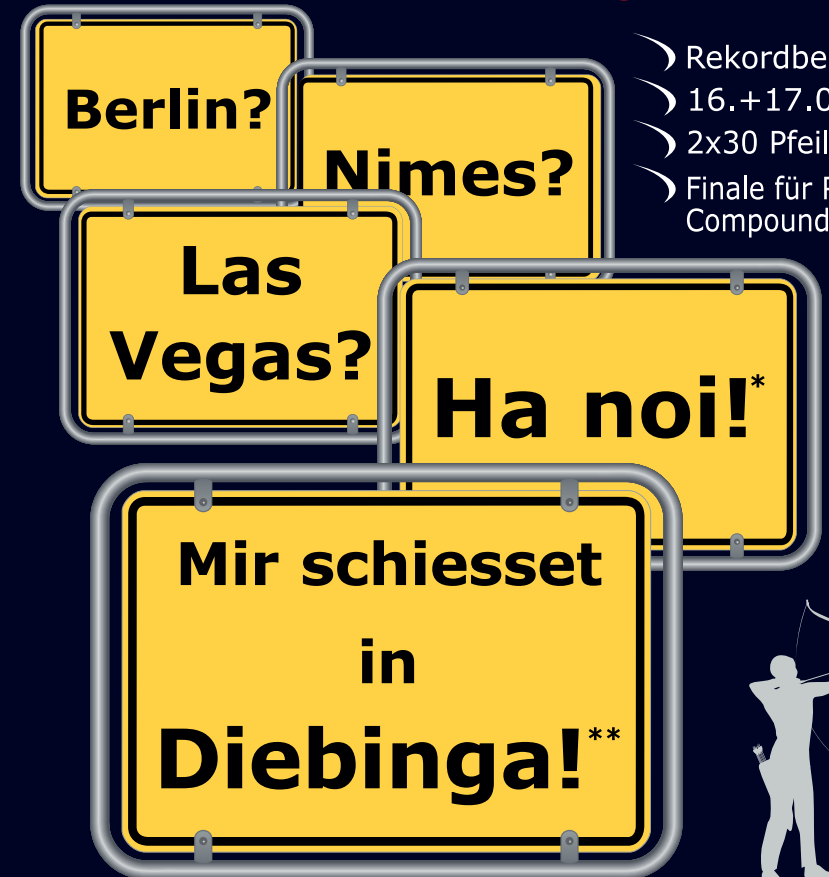 Berlin?
Nimes?
Las
Vegas?
Ha noi!*
Mir schiesset
in
Diebinga!**
Rekordbe
16.+17.0
2x30 Pfeil
Finale für
Compound